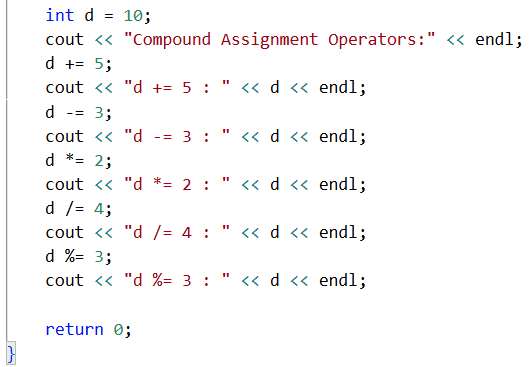 int d = 10;
cout << "Compound Assignment Operators:" << endl;
d += 5;
cout << "d += 5 : " << d << endl;
d -= 3;
cout << "d -= 3 : " << d << endl;
d *= 2;
cout << "d *= 2 : " << d << endl;
d /= 4;
cout << "d /= 4 : " << d << endl;
d %= 3;
cout << "d %= 3 : " << d << endl;
return 0;
}